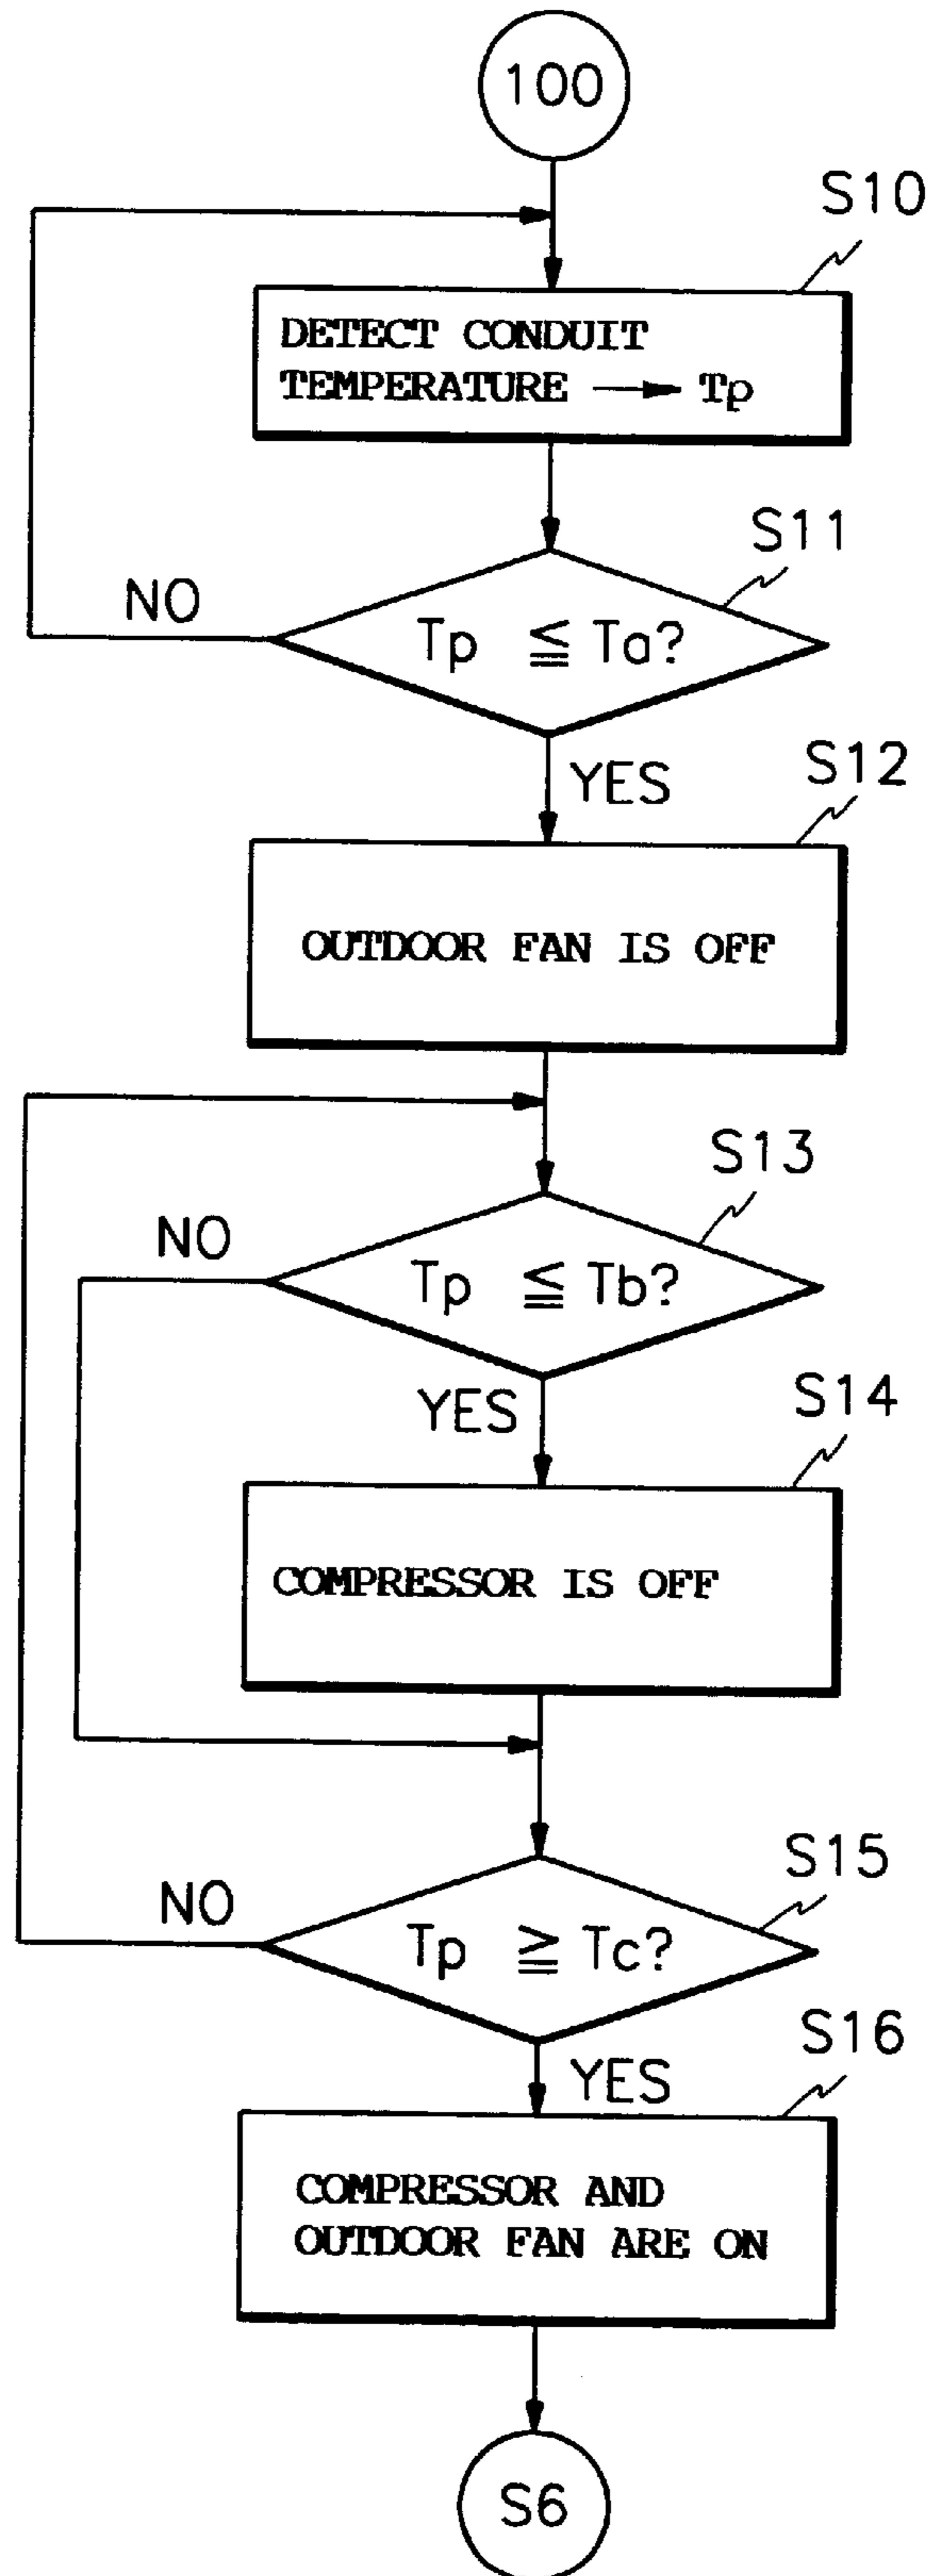 100
S10
DETECT CONDUIT
TEMPERATURE → Tp
S11
NO
Tp ≦ Ta?
YES
S12
OUTDOOR FAN IS OFF
S13
NO
Tp ≦ Tb?
YES
S14
COMPRESSOR IS OFF
S15
NO
Tp ≧ Tc?
YES
S16
COMPRESSOR AND
OUTDOOR FAN ARE ON
S6